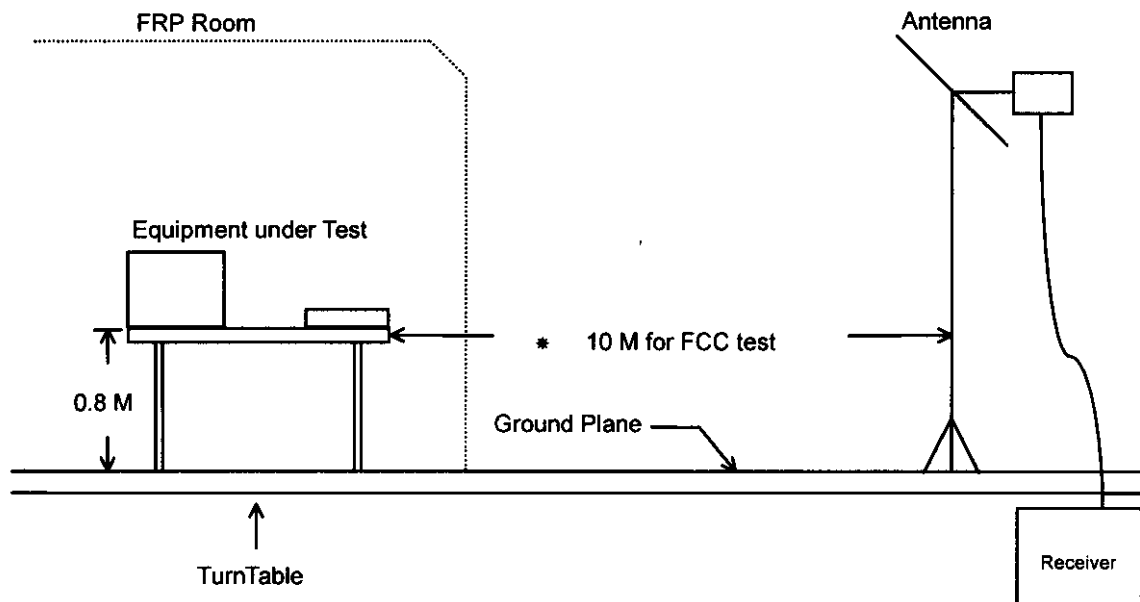 FRP Room
Antenna
Equipment under Test
* 10 M for FCC test
0.8 M
Ground Plane
TurnTable
Receiver